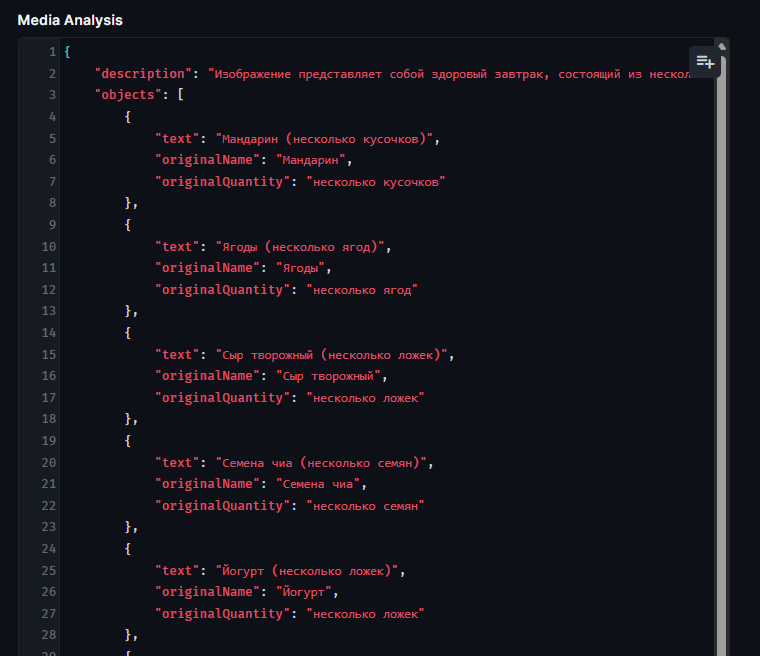 Media Analysis
1 {
2 "description": "Изображение представляет собой здоровый завтрак, состоящий из нескол
3 "objects": [
4 {
5 "text": "Мандарин (несколько кусочков)",
6 "originalName": "Мандарин",
7 "originalQuantity": "несколько кусочков"
8 },
9 {
10 "text": "Ягоды (несколько ягод)",
11 "originalName": "Ягоды",
12 "originalQuantity": "несколько ягод"
13 },
14 {
15 "text": "Сыр творожный (несколько ложек)",
16 "originalName": "Сыр творожный",
17 "originalQuantity": "несколько ложек"
18 },
19 {
20 "text": "Семена чиа (несколько семян)",
21 "originalName": "Семена чиа",
22 "originalQuantity": "несколько семян"
23 },
24 {
25 "text": "Йогурт (несколько ложек)",
26 "originalName": "Йогурт",
27 "originalQuantity": "несколько ложек"
28 },
29 {